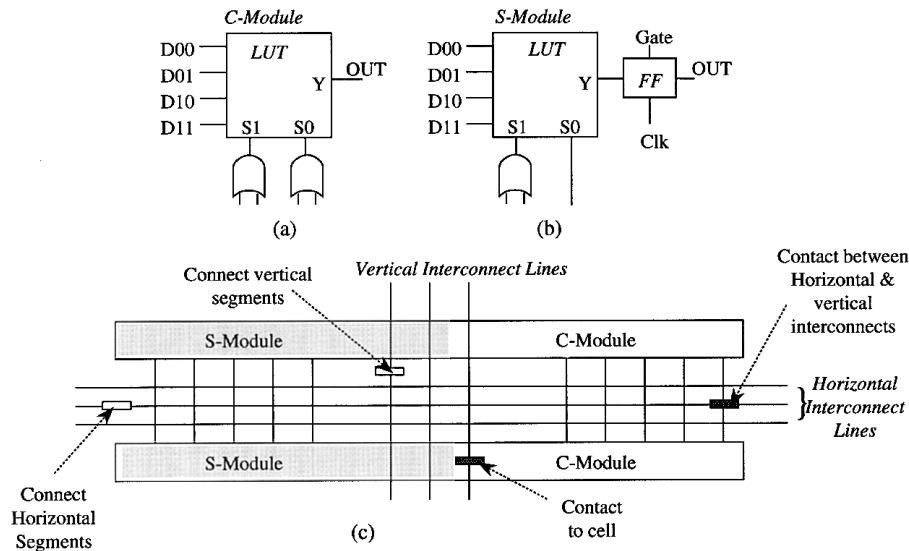 C-Module
D00
D01
D10
D11
LUT
Y
OUT
S1
S0
(a)
S-Module
D00
D01
D10
D11
LUT
Y
S1
S0
Gate
FF
OUT
Clk
(b)
Connect vertical
segments
Vertical Interconnect Lines
Contact between
Horizontal &
vertical
interconnects
S-Module
C-Module
Horizontal
Interconnect
Lines
S-Module
C-Module
Connect
Horizontal
Segments
Contact
to cell
(c)